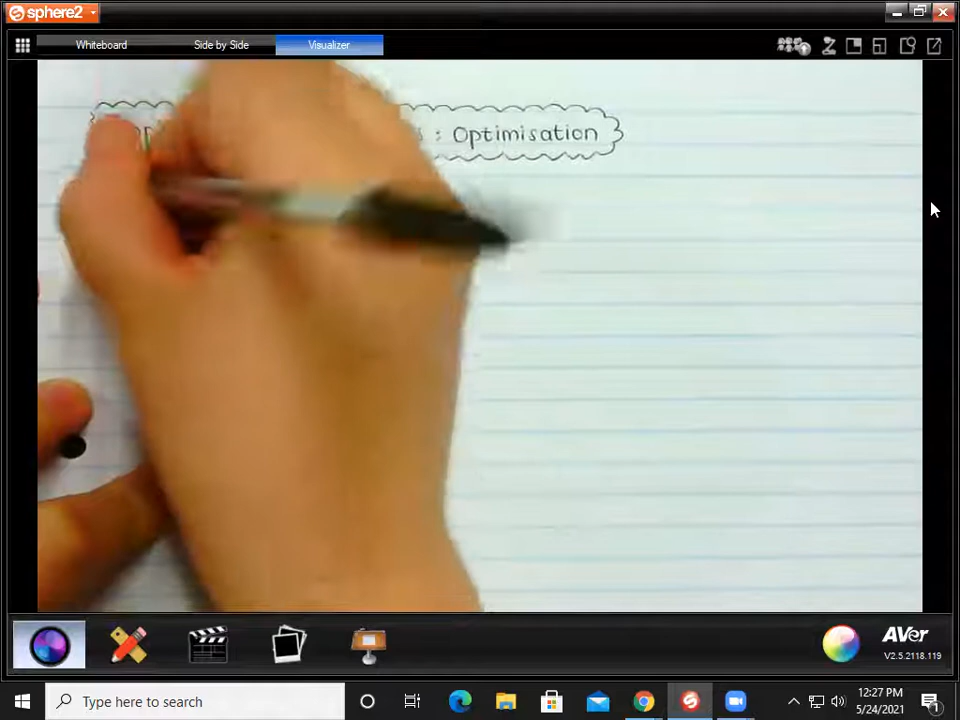 sphere2
Whiteboard
Side by Side
Visualizer
: Optimisation
AVer
V2.5.2118.119
Type here to search
12:27 PM
5/24/2021
1